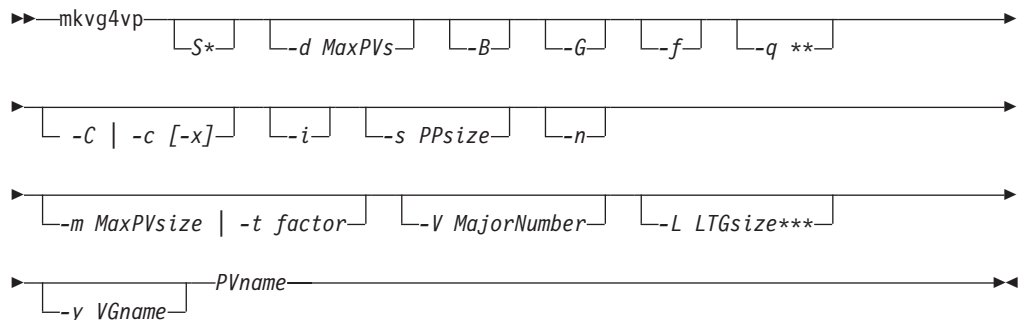 mkvg4vp
S* -d MaxPVs -B -G -f -q **
-C | -c [-x] -i -s PPsize -n
-m MaxPVsize | -t factor -V MajorNumber -L LTGsize***
PVname
-y VGname